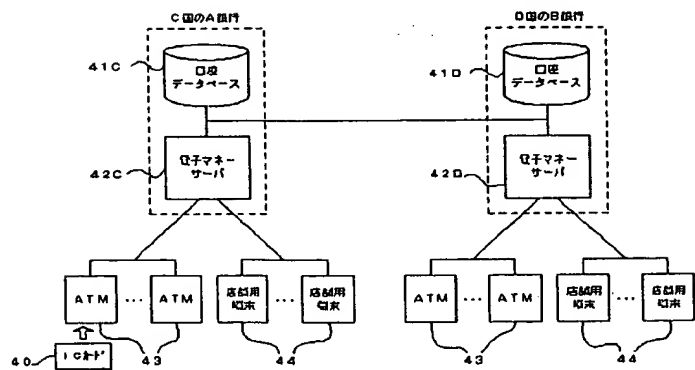 C国のA銀行
D国のB銀行
41C
口座
データベース
41D
口座
データベース
42C
電子マネー
サーバ
42D
電子マネー
サーバ
ATM
…
ATM
店舗用
端末
…
店舗用
端末
ATM
…
ATM
店舗用
端末
…
店舗用
端末
40
ICカード
43
44
43
44